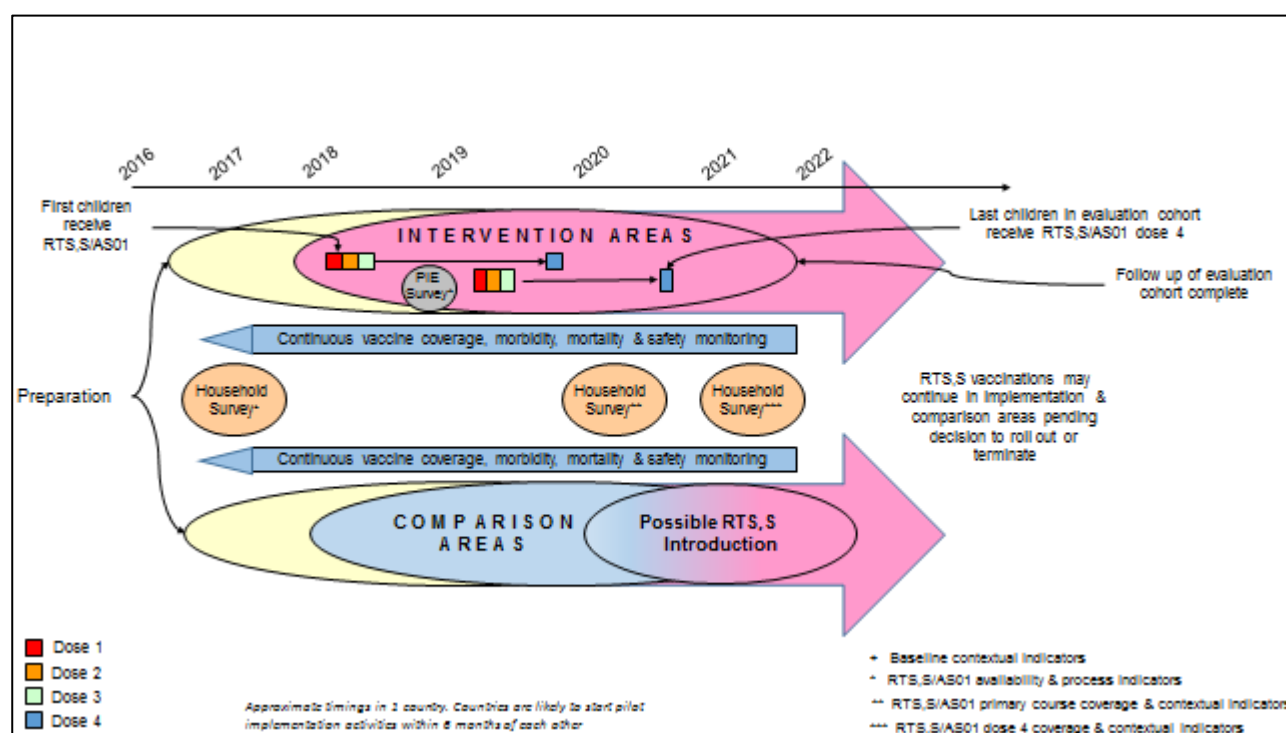 2016
2017
2018
2019
2020
2021
2022
First children
receive
RTS,S/AS01
INTERVENTION AREAS
PIE
Survey^
Last children in evaluation cohort
receive RTS,S/AS01 dose 4
Follow up of evaluation
cohort complete
Continuous vaccine coverage, morbidity, mortality & safety monitoring
Preparation
Household
Survey+
Household
Survey^^
Household
Survey^^^
RTS,S vaccinations may
continue in implementation &
comparison areas pending
decision to roll out or
terminate
Continuous vaccine coverage, morbidity, mortality & safety monitoring
COMPARISON
AREAS
Possible RTS,S
Introduction
Dose 1
Dose 2
Dose 3
Dose 4
Approximate timings in 1 country. Countries are likely to start pilot
implementation activities within 6 months of each other
+ Baseline contextual indicators
^ RTS,S/AS01 availability & process indicators
^^ RTS,S/AS01 primary course coverage & contextual indicators
^^^ RTS,S/AS01 dose 4 coverage & contextual indicators